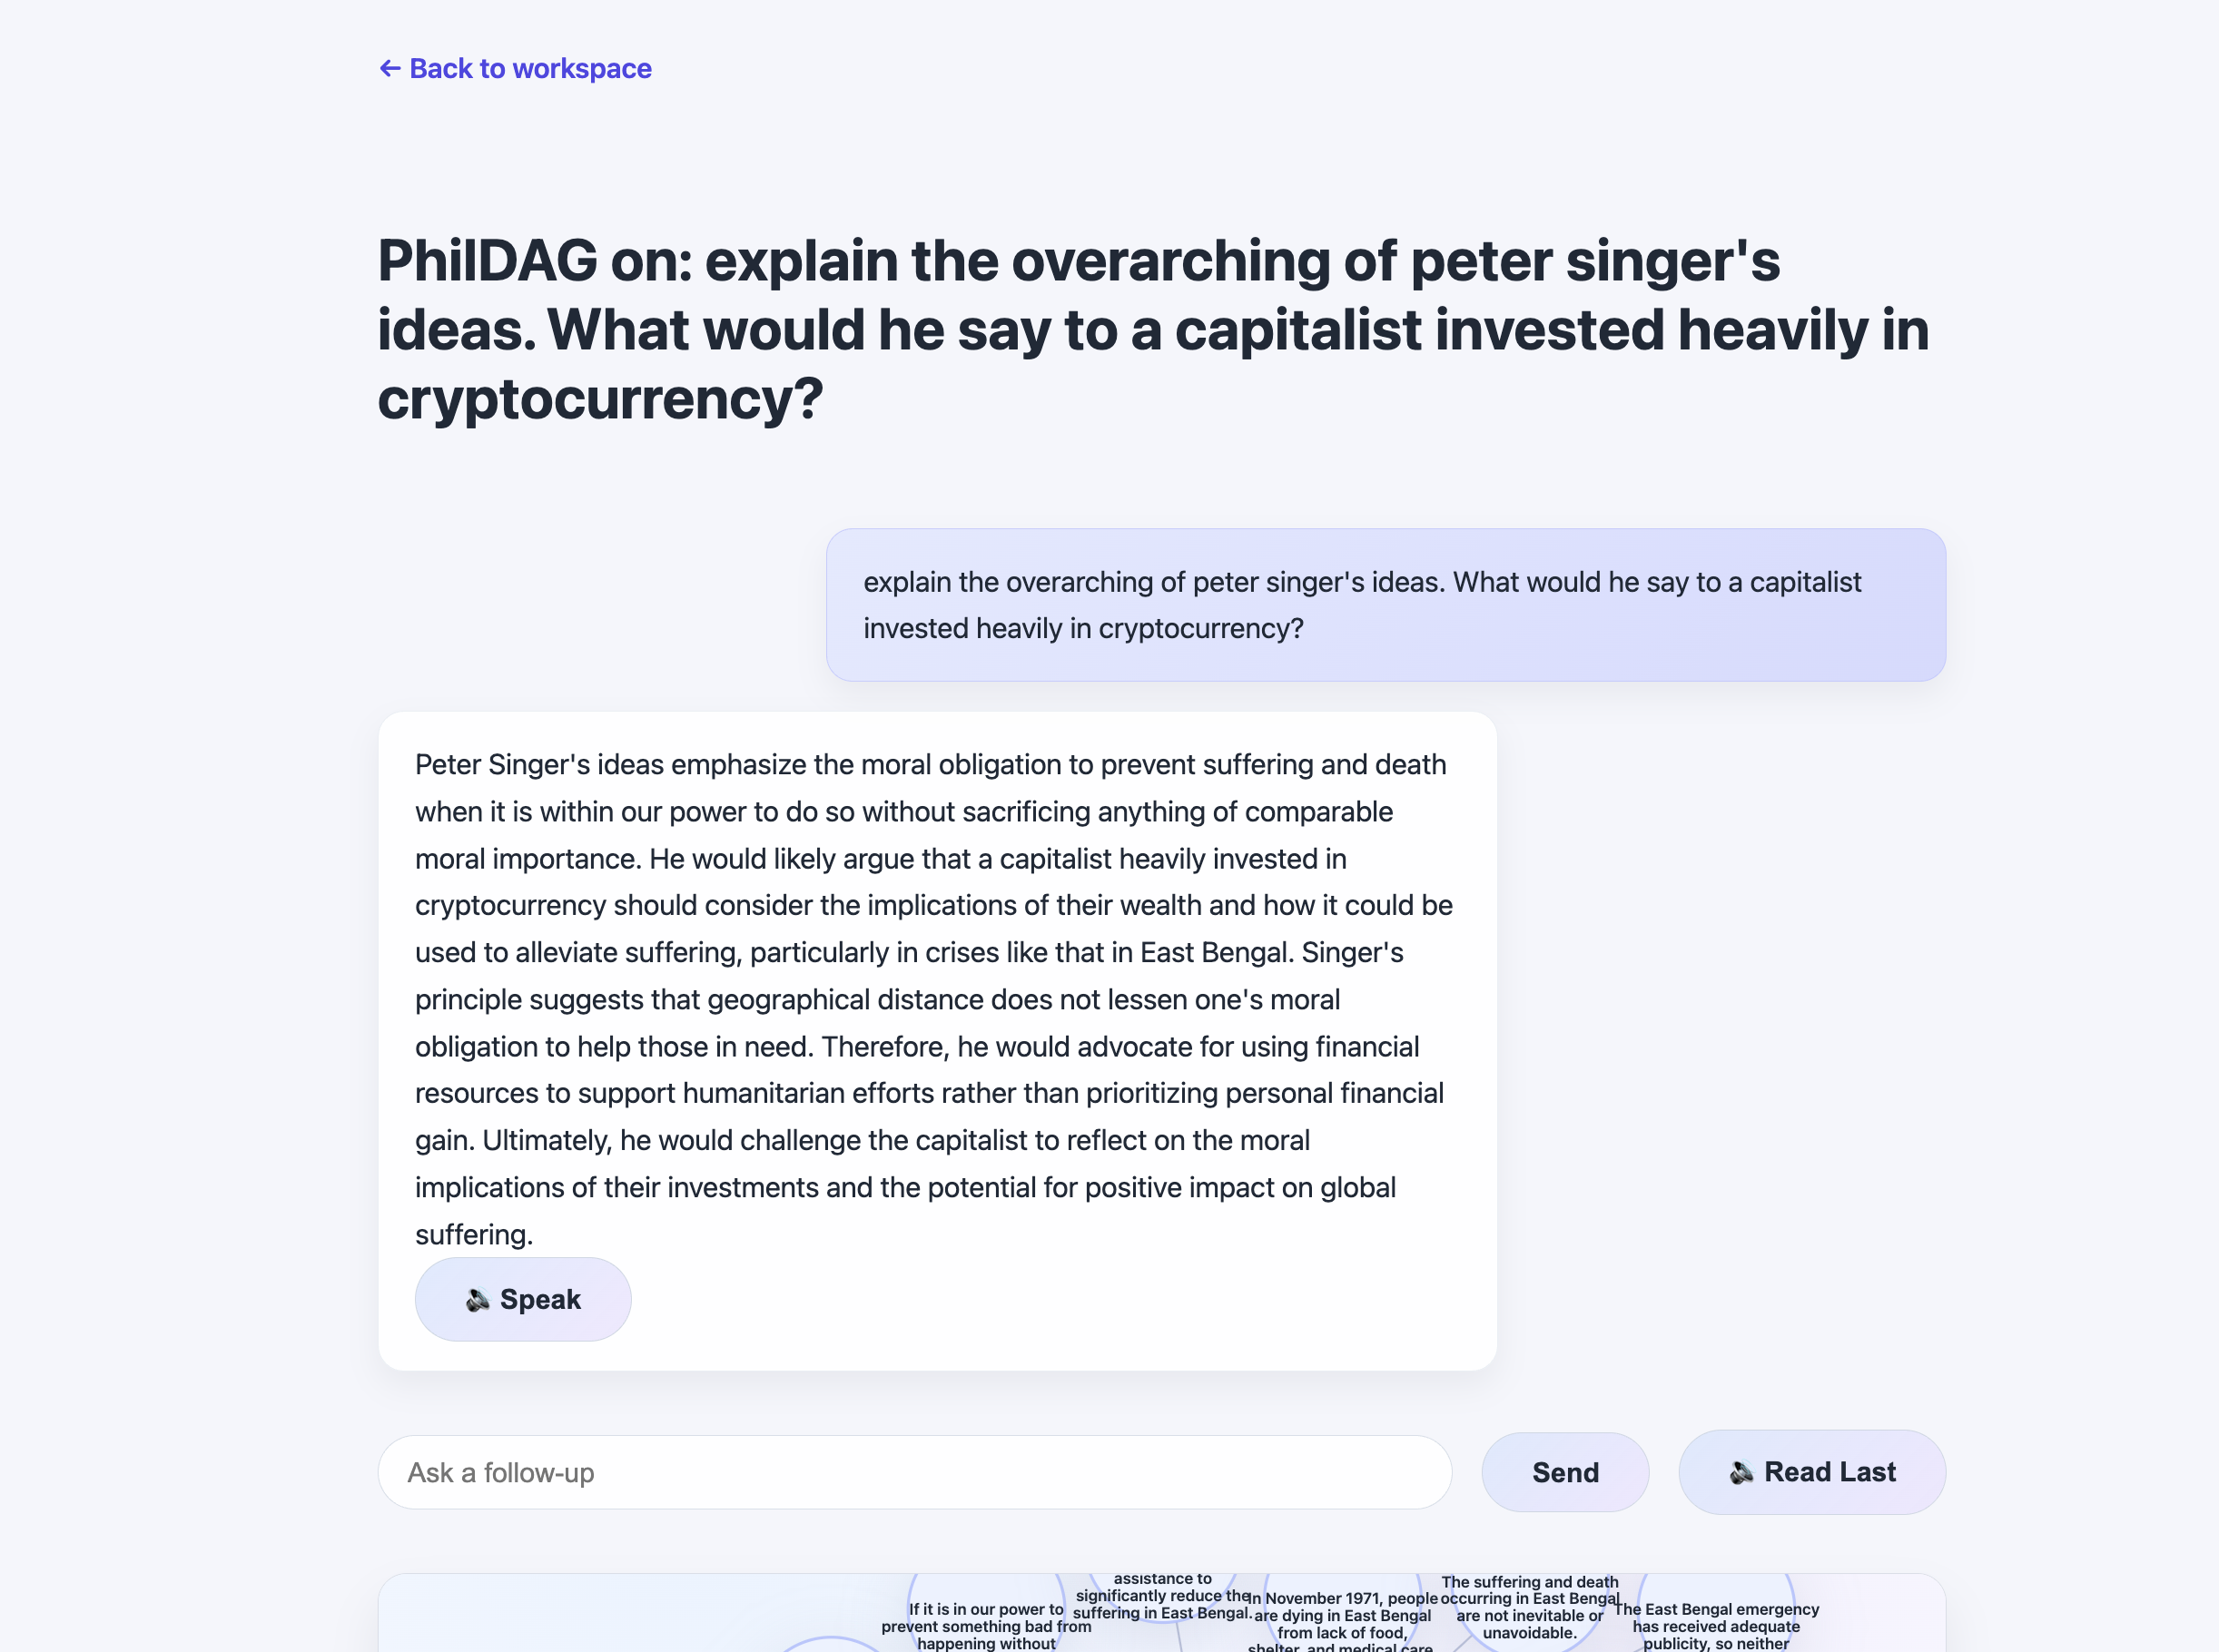 ← Back to workspace
PhilDAG on: explain the overarching of peter singer's
ideas. What would he say to a capitalist invested heavily in
cryptocurrency?
explain the overarching of peter singer's ideas. What would he say to a capitalist
invested heavily in cryptocurrency?
Peter Singer's ideas emphasize the moral obligation to prevent suffering and death
when it is within our power to do so without sacrificing anything of comparable
moral importance. He would likely argue that a capitalist heavily invested in
cryptocurrency should consider the implications of their wealth and how it could be
used to alleviate suffering, particularly in crises like that in East Bengal. Singer's
principle suggests that geographical distance does not lessen one's moral
obligation to help those in need. Therefore, he would advocate for using financial
resources to support humanitarian efforts rather than prioritizing personal financial
gain. Ultimately, he would challenge the capitalist to reflect on the moral
implications of their investments and the potential for positive impact on global
suffering.
🔊 Speak
Ask a follow-up
Send
🔊 Read Last
If it is in our power to
prevent something bad from
happening without
assistance to
significantly reduce the
suffering in East Bengal.
In November 1971, people
are dying in East Bengal
from lack of food,
shelter, and medical care
The suffering and death
occurring in East Bengal
are not inevitable or
unavoidable.
The East Bengal emergency
has received adequate
publicity, so neither